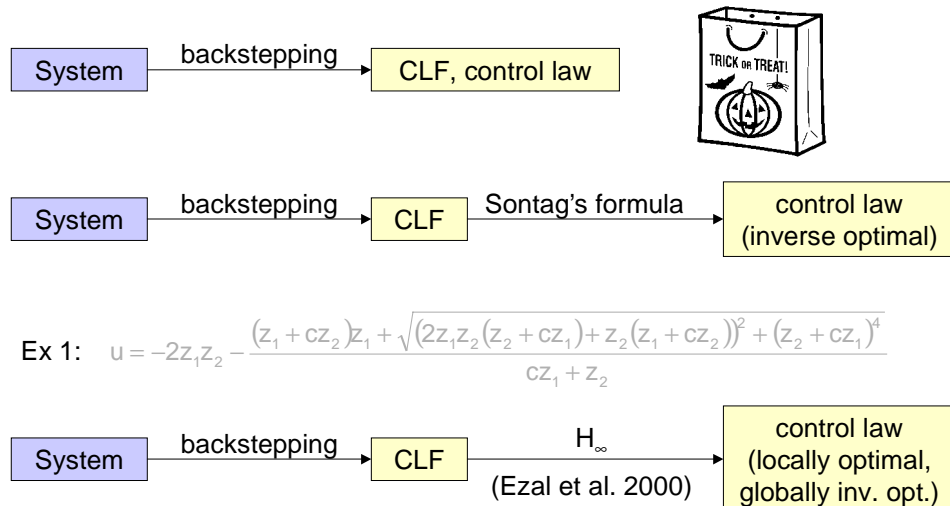 System backstepping CLF, control law
TRICK OR TREAT!
System backstepping CLF Sontag's formula control law
(inverse optimal)
Ex 1: u = −2z₁z₂ − ((z₁ + cz₂)z₁ + √((2z₁z₂(z₂ + cz₁) + z₂(z₁ + cz₂))² + (z₂ + cz₁)⁴)) / (cz₁ + z₂)
System backstepping CLF H∞ control law
(Ezal et al. 2000) (locally optimal,
globally inv. opt.)